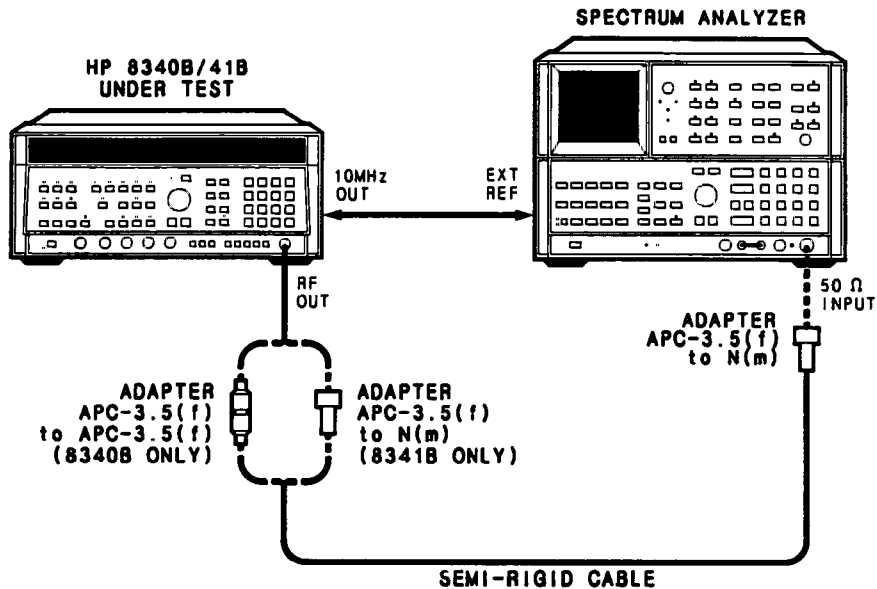 SPECTRUM ANALYZER
HP 8340B/41B
UNDER TEST
10MHz
OUT
EXT
REF
RF
OUT
50 Ω
INPUT
ADAPTER
APC-3.5(f)
to N(m)
ADAPTER
APC-3.5(f)
to APC-3.5(f)
(8340B ONLY)
ADAPTER
APC-3.5(f)
to N(m)
(8341B ONLY)
SEMI-RIGID CABLE